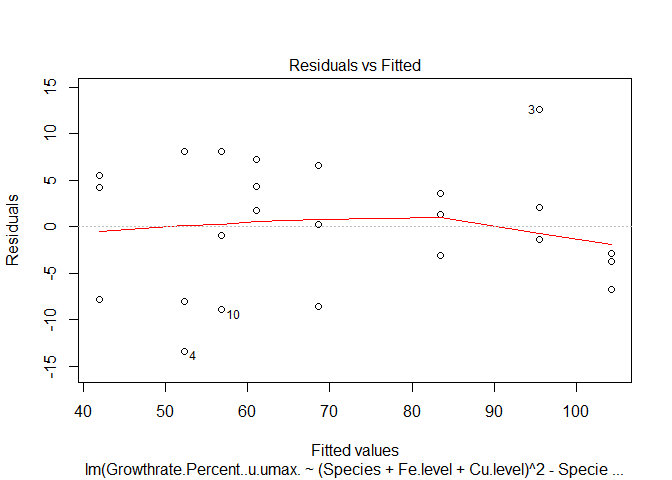 Residuals vs Fitted
Residuals
15
10
5
0
-5
-10
-15
3
10
4
40 50 60 70 80 90 100
Fitted values
lm(Growthrate.Percent..u.umax. ~ (Species + Fe.level + Cu.level)^2 - Specie ...